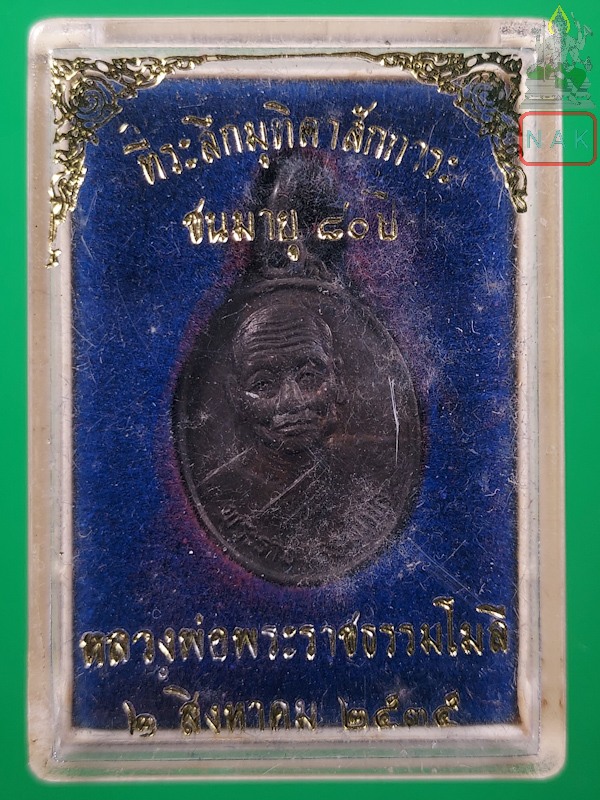 ที่ระลึกมุทิตาสักการะ
ชนมายุ ๘๐ ปี
NAK
หลวงพ่อพระราชธรรมโมลี
๒ สิงหาคม ๒๕๓๕